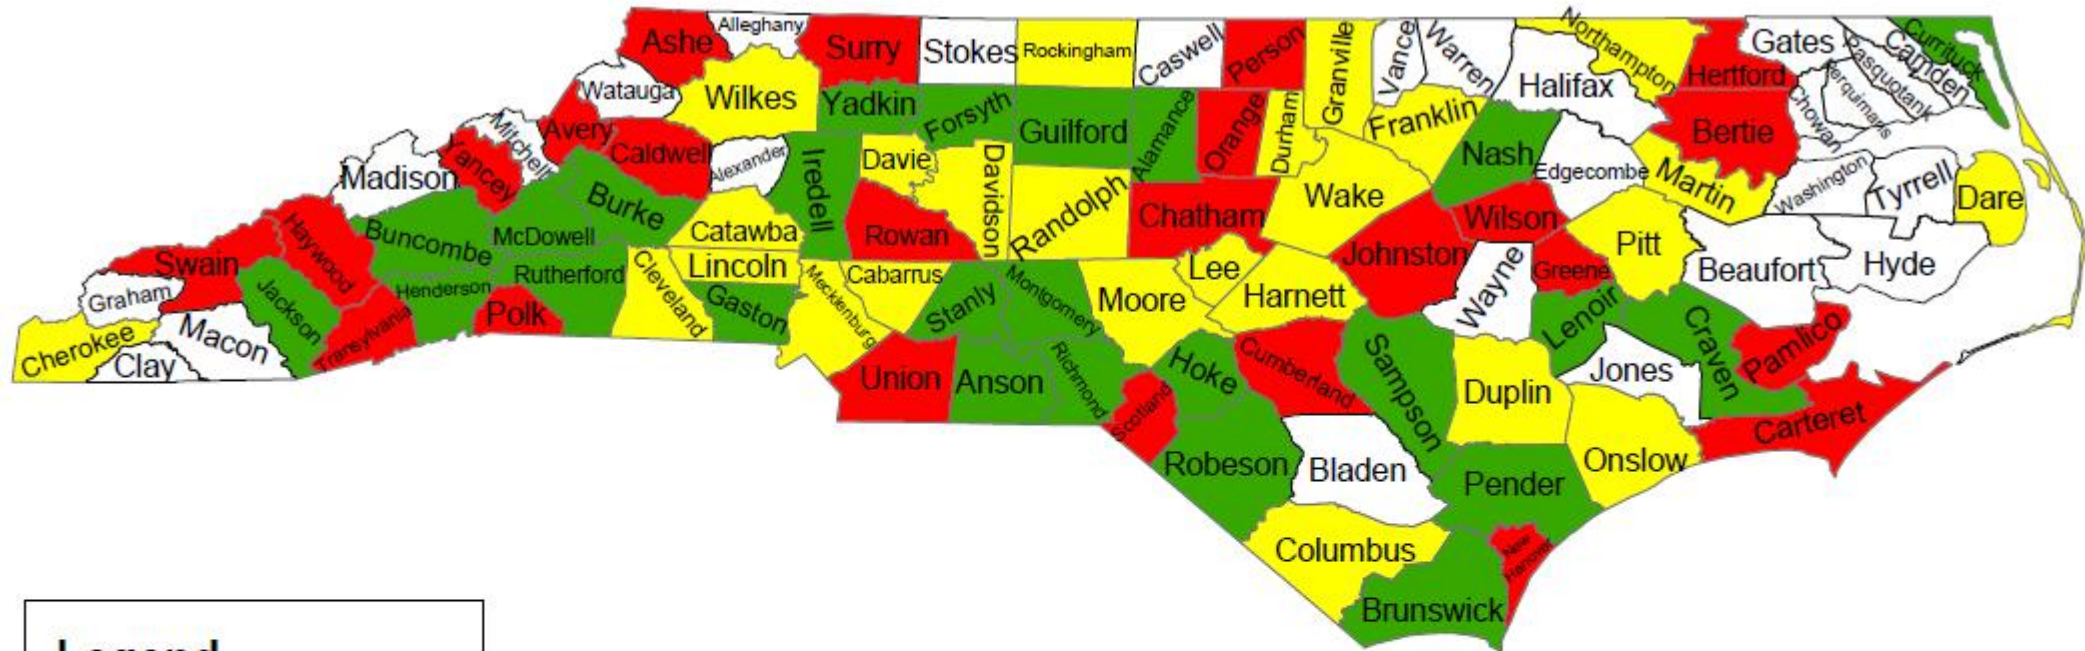 Ashe
Alleghany
Surry
Stokes
Rockingham
Caswell
Person
Granville
Vance
Warren
Northampton
Hertford
Gates
Pasquotank
Camden
Currituck
Watauga
Wilkes
Yadkin
Forsyth
Guilford
Alamance
Orange
Durham
Franklin
Halifax
Bertie
Chowan
Perquimans
Mitchell
Avery
Caldwell
Alexander
Iredell
Davie
Davidson
Randolph
Chatham
Wake
Nash
Edgecombe
Martin
Washington
Tyrrell
Dare
Madison
Yancey
Burke
McDowell
Catawba
Rowan
Johnston
Wilson
Greene
Pitt
Beaufort
Hyde
Swain
Haywood
Buncombe
Graham
Jackson
Henderson
Rutherford
Cleveland
Lincoln
Gaston
Mecklenburg
Cabarrus
Stanly
Montgomery
Moore
Lee
Harnett
Wayne
Lenoir
Craven
Pamlico
Cherokee
Clay
Macon
Transylvania
Polk
Union
Anson
Richmond
Scotland
Hoke
Cumberland
Sampson
Duplin
Jones
Carteret
Robeson
Bladen
Pender
Onslow
Columbus
Brunswick
New
Hanover
Legend